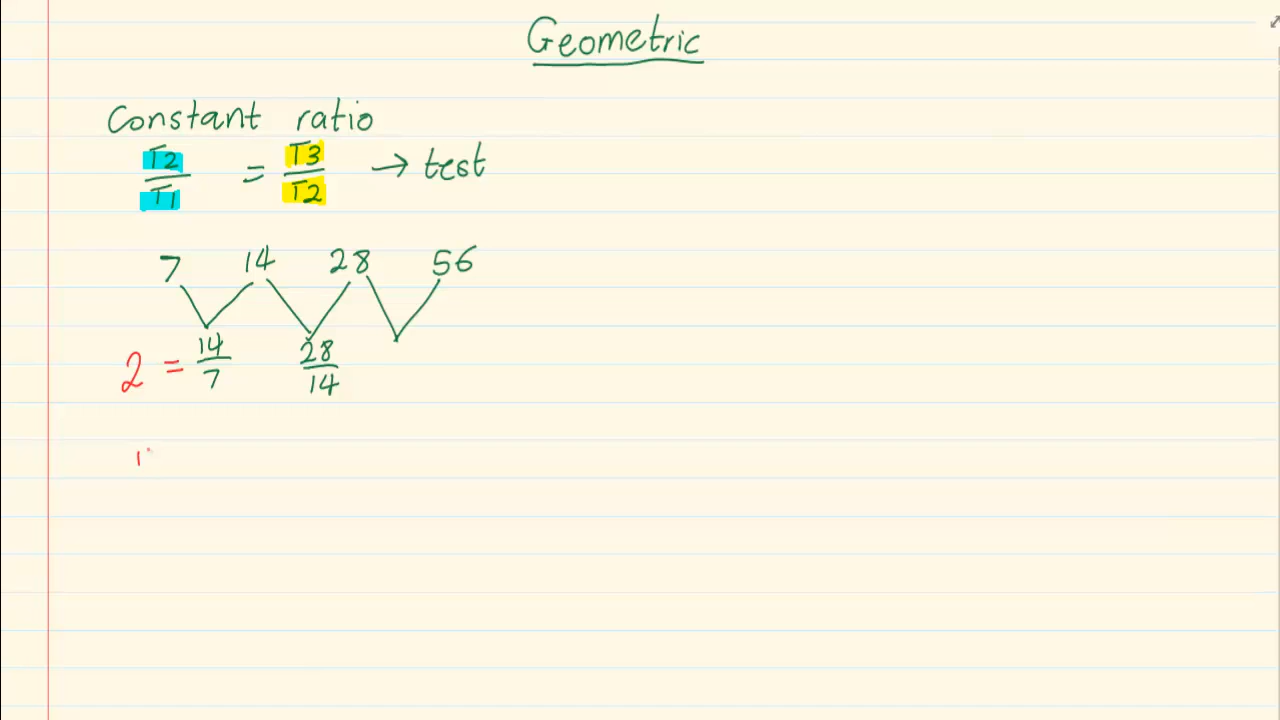 Geometric
Constant ratio
T2/T1 = T3/T2 → test
7 14 28 56
2 = 14/7 28/14